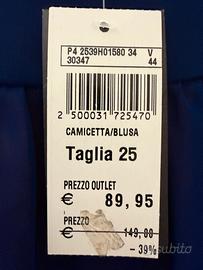 P4 2539H01580 34 V
30347 44
2 500031 725470
CAMICETTA/BLUSA
Taglia 25
PREZZO OUTLET
€ 89,95
PREZZO
€ 149,00
- 39%
subito